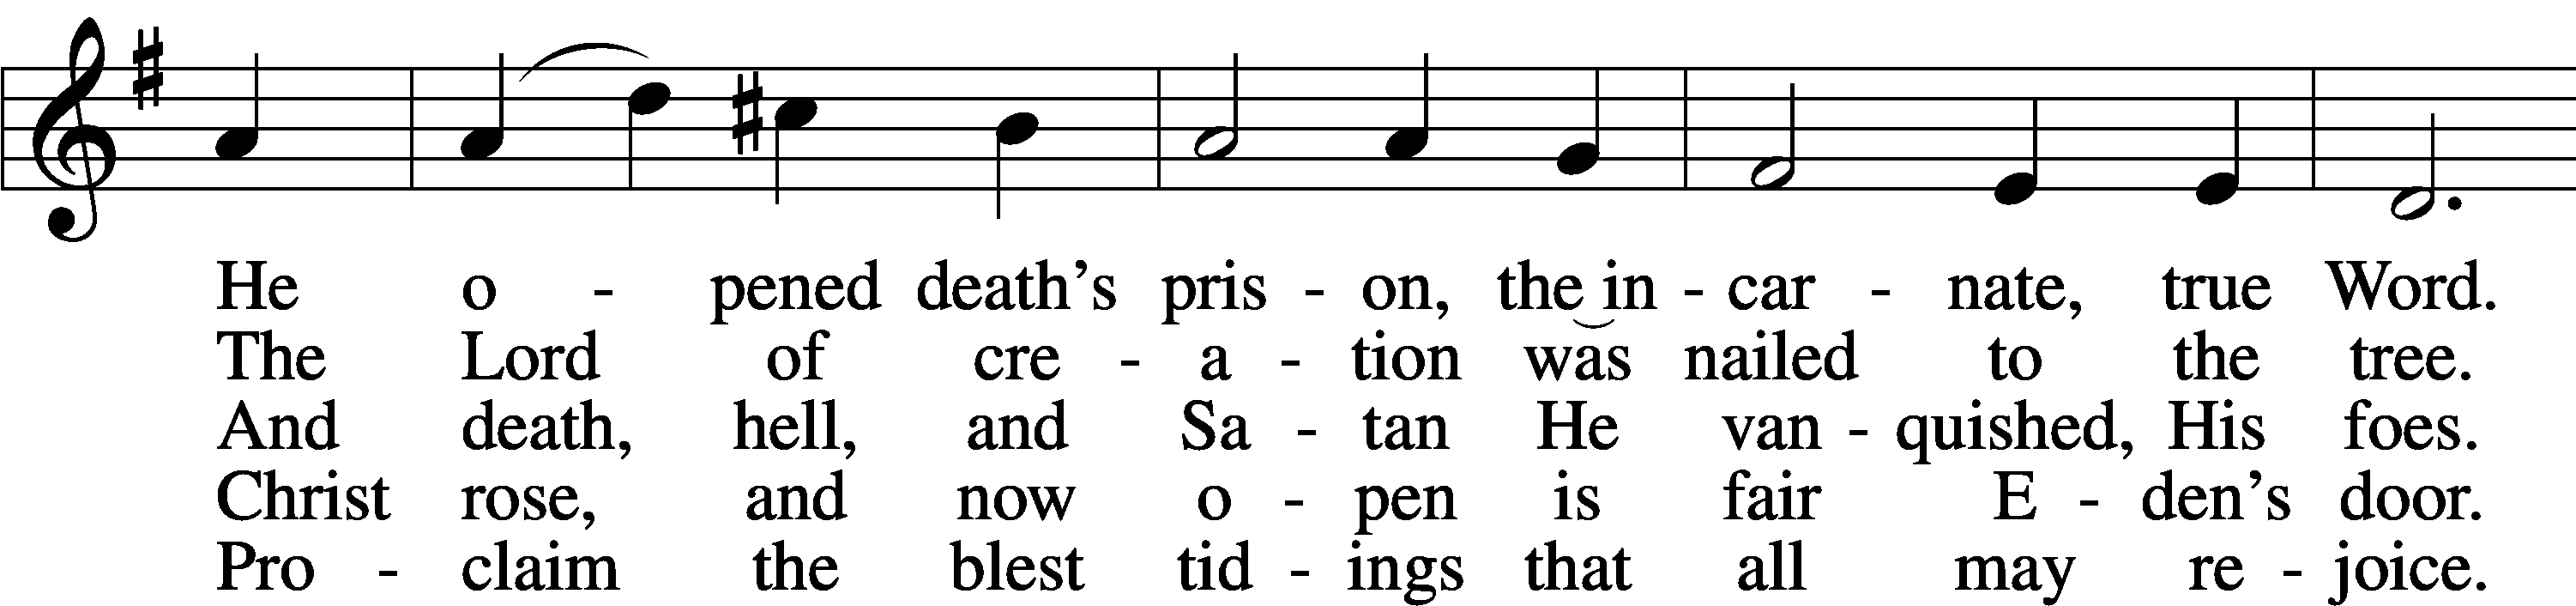 He o - pened death’s pris - on, the in - car - nate, true Word.
The Lord of cre - a - tion was nailed to the tree.
And death, hell, and Sa - tan He van - quished, His foes.
Christ rose, and now o - pen is fair E - den’s door.
Pro - claim the blest tid - ings that all may re - joice.